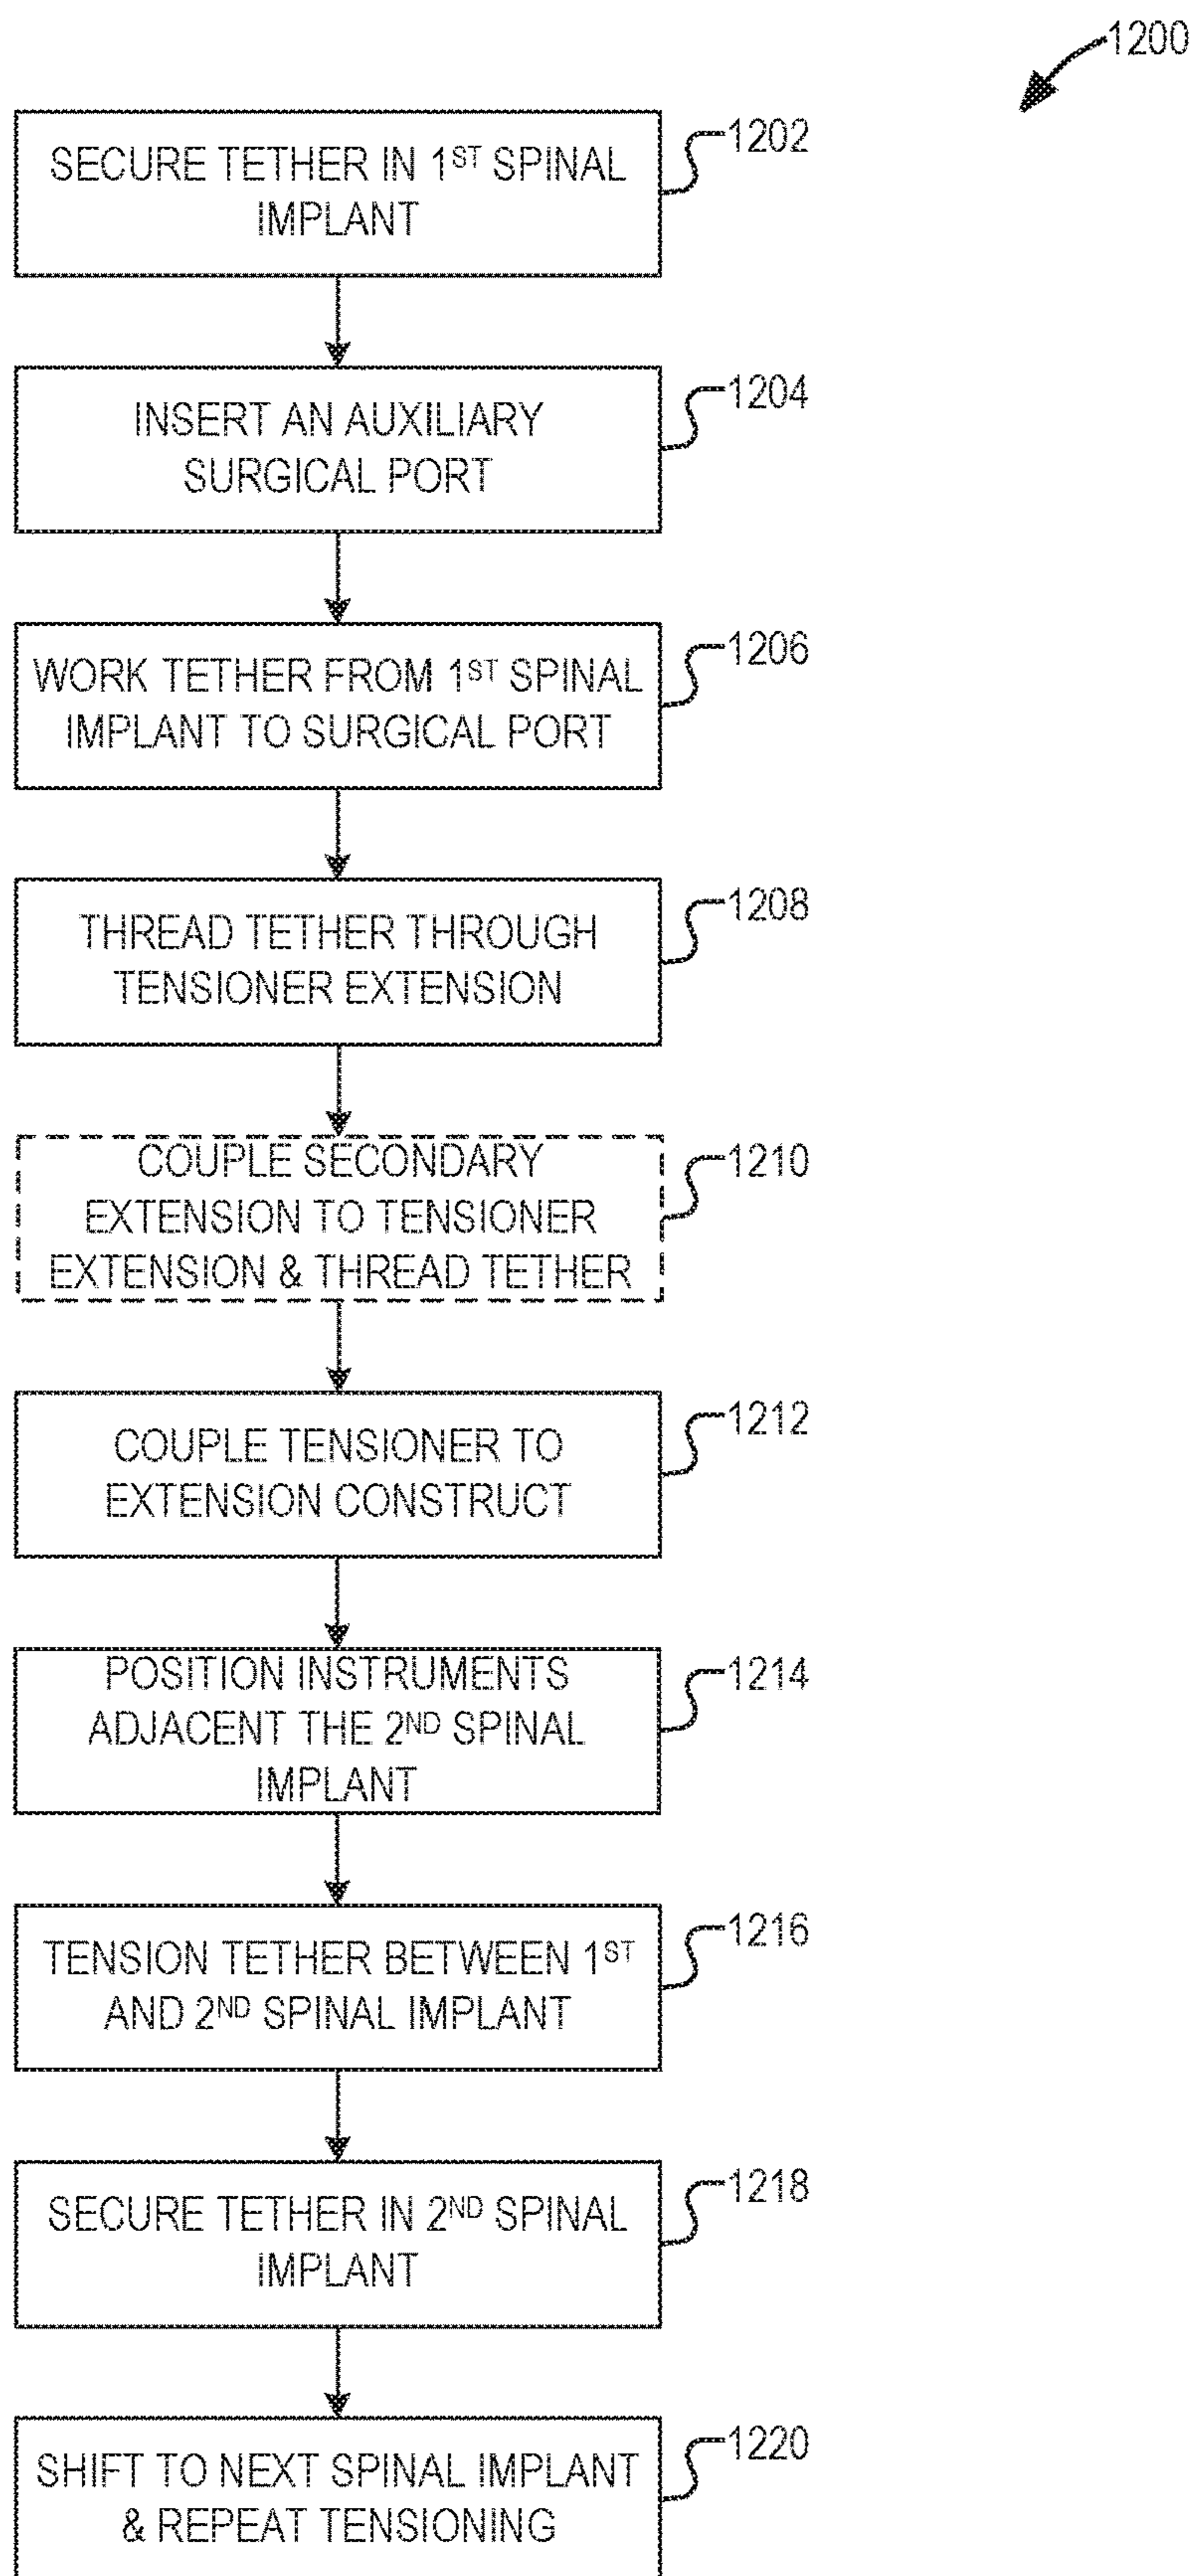 1200
SECURE TETHER IN 1ST SPINAL
IMPLANT
1202
INSERT AN AUXILIARY
SURGICAL PORT
1204
WORK TETHER FROM 1ST SPINAL
IMPLANT TO SURGICAL PORT
1206
THREAD TETHER THROUGH
TENSIONER EXTENSION
1208
COUPLE SECONDARY
EXTENSION TO TENSIONER
EXTENSION & THREAD TETHER
1210
COUPLE TENSIONER TO
EXTENSION CONSTRUCT
1212
POSITION INSTRUMENTS
ADJACENT THE 2ND SPINAL
IMPLANT
1214
TENSION TETHER BETWEEN 1ST
AND 2ND SPINAL IMPLANT
1216
SECURE TETHER IN 2ND SPINAL
IMPLANT
1218
SHIFT TO NEXT SPINAL IMPLANT
& REPEAT TENSIONING
1220